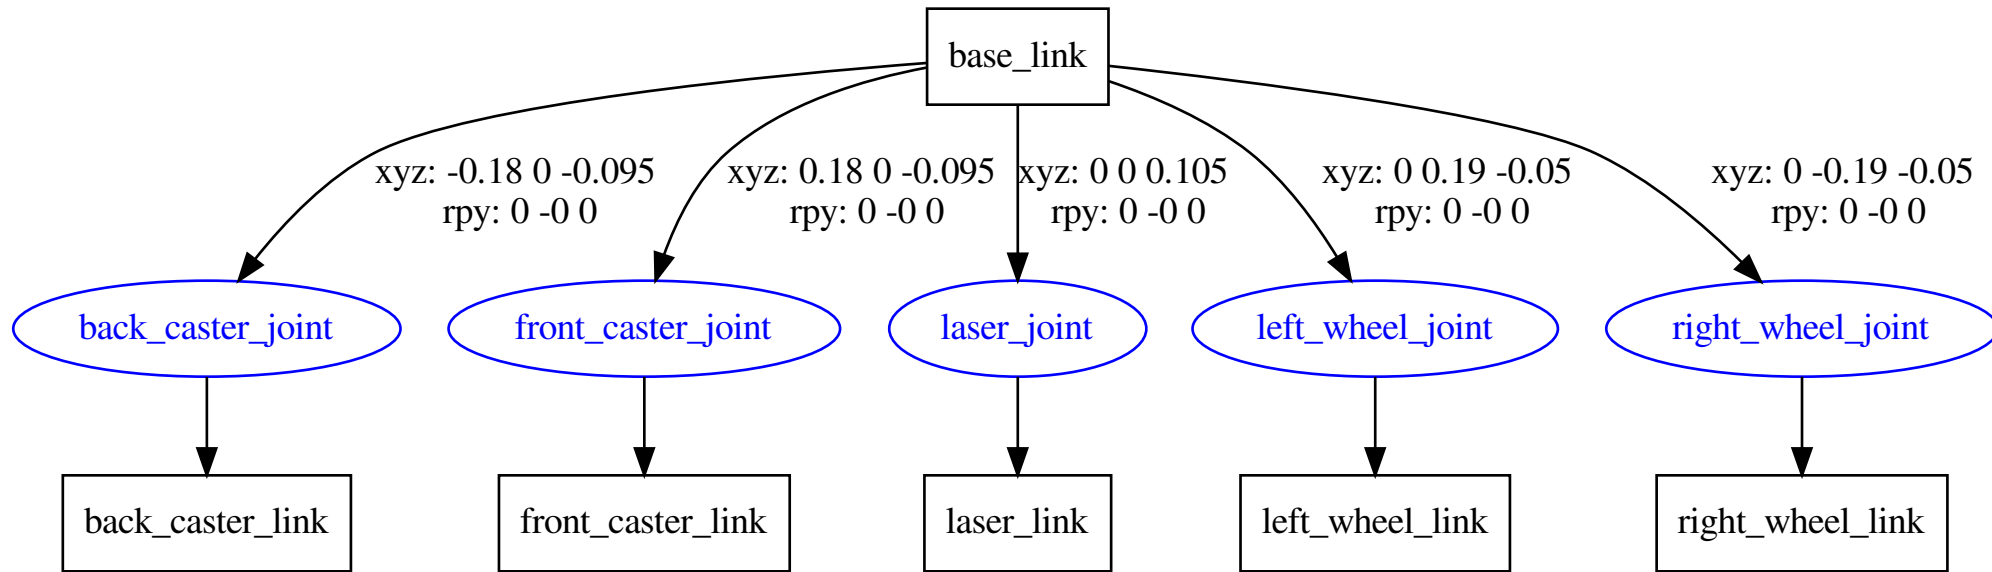 base_link
xyz: -0.18 0 -0.095
rpy: 0 -0 0
xyz: 0.18 0 -0.095
rpy: 0 -0 0
xyz: 0 0 0.105
rpy: 0 -0 0
xyz: 0 0.19 -0.05
rpy: 0 -0 0
xyz: 0 -0.19 -0.05
rpy: 0 -0 0
back_caster_joint
front_caster_joint
laser_joint
left_wheel_joint
right_wheel_joint
back_caster_link
front_caster_link
laser_link
left_wheel_link
right_wheel_link